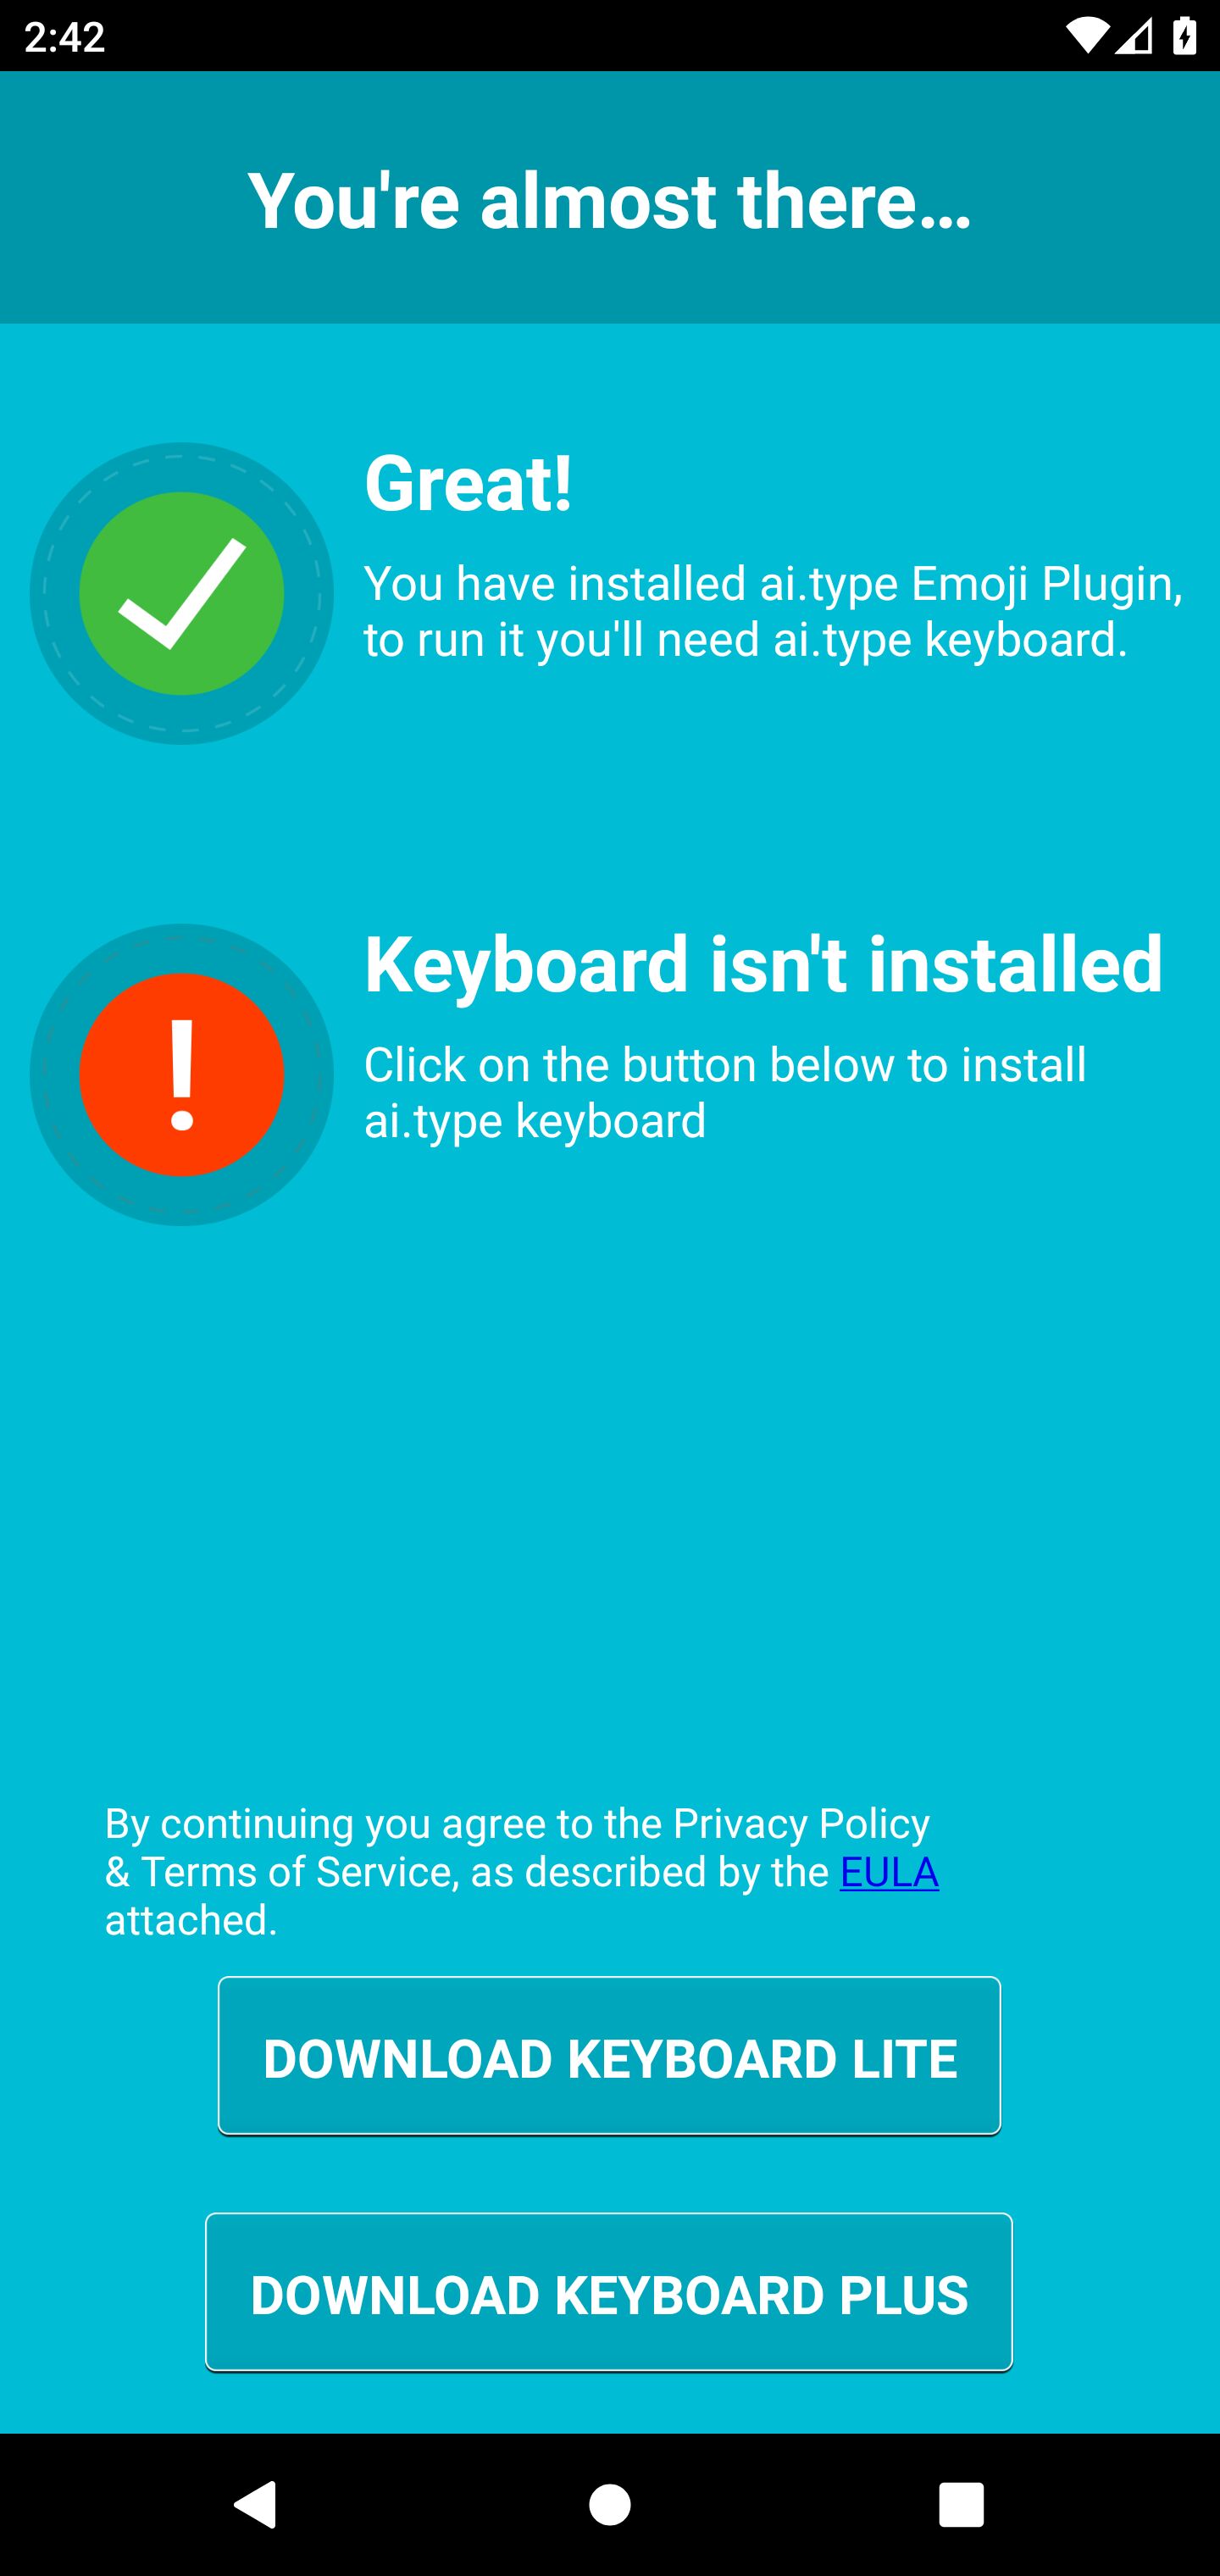 2:42
You're almost there...
Great!
You have installed ai.type Emoji Plugin,
to run it you'll need ai.type keyboard.
Keyboard isn't installed
Click on the button below to install
ai.type keyboard
By continuing you agree to the Privacy Policy
& Terms of Service, as described by the EULA
attached.
DOWNLOAD KEYBOARD LITE
DOWNLOAD KEYBOARD PLUS